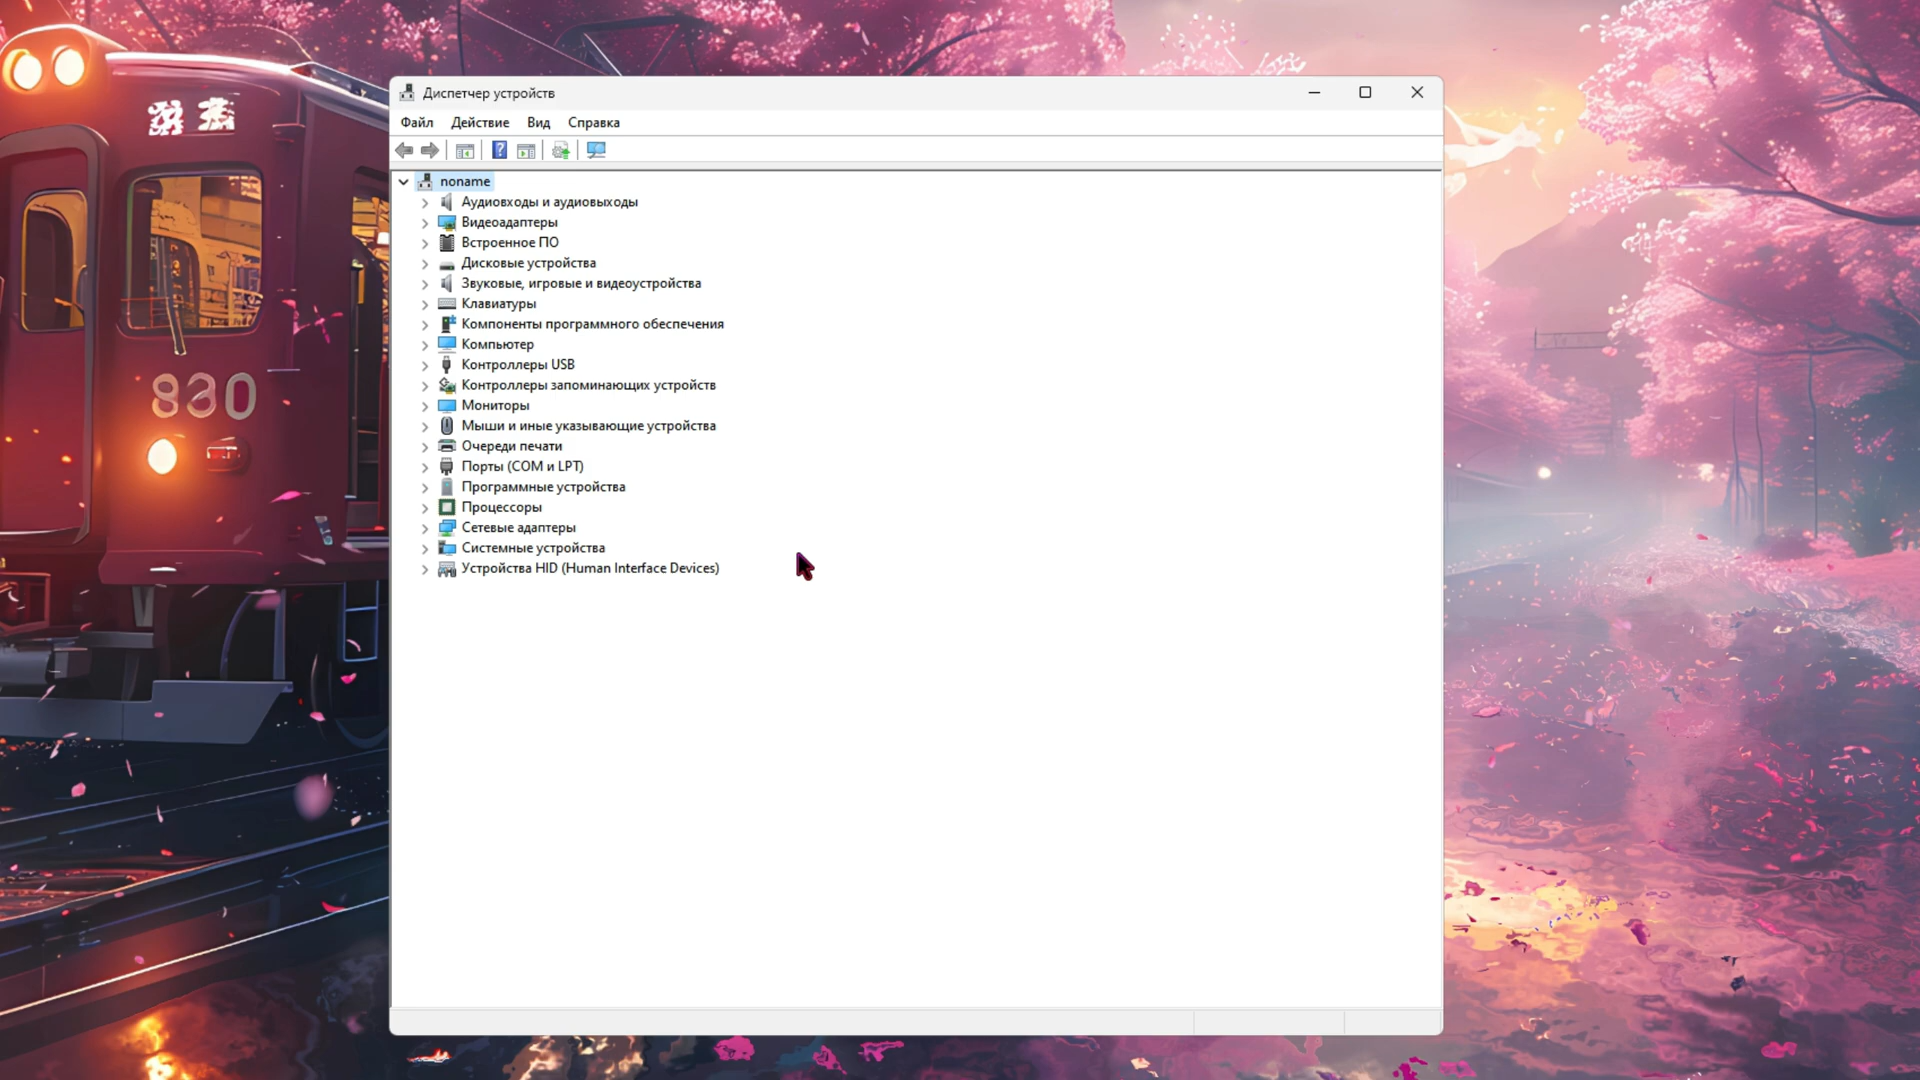 830
Диспетчер устройств
Файл Действие Вид Справка
noname
Аудиовходы и аудиовыходы
Видеоадаптеры
Встроенное ПО
Дисковые устройства
Звуковые, игровые и видеоустройства
Клавиатуры
Компоненты программного обеспечения
Компьютер
Контроллеры USB
Контроллеры запоминающих устройств
Мониторы
Мыши и иные указывающие устройства
Очереди печати
Порты (COM и LPT)
Программные устройства
Процессоры
Сетевые адаптеры
Системные устройства
Устройства HID (Human Interface Devices)